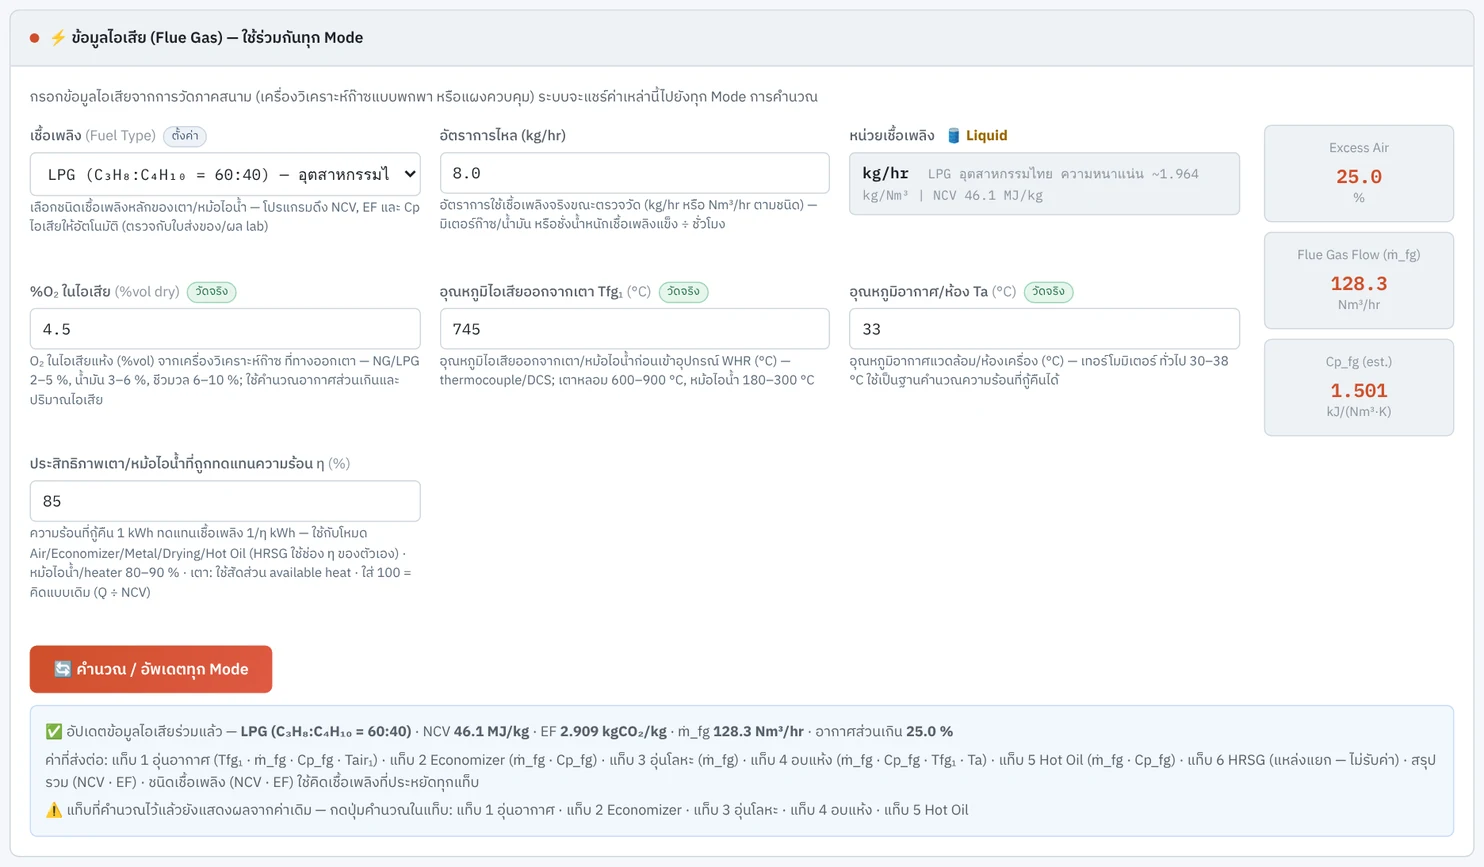 ⚡ ข้อมูลไอเสีย (Flue Gas) — ใช้ร่วมกันทุก Mode
กรอกข้อมูลไอเสียจากการวัดภาคสนาม (เครื่องวิเคราะห์ก๊าซแบบพกพา หรือแผงควบคุม) ระบบจะแชร์ค่าเหล่านี้ไปยังทุก Mode การคำนวณ
เชื้อเพลิง (Fuel Type) ตั้งค่า
LPG (C₃H₈:C₄H₁₀ = 60:40) — อุตสาหกรรมไ
เลือกชนิดเชื้อเพลิงหลักของเตา/หม้อไอน้ำ — โปรแกรมดึง NCV, EF และ Cp
ไอเสียให้อัตโนมัติ (ตรวจกับใบส่งของ/ผล lab)
อัตราการไหล (kg/hr)
8.0
อัตราการใช้เชื้อเพลิงจริงขณะตรวจวัด (kg/hr หรือ Nm³/hr ตามชนิด) —
มิเตอร์ก๊าซ/น้ำมัน หรือชั่งน้ำหนักเชื้อเพลิงแข็ง ÷ ชั่วโมง
หน่วยเชื้อเพลิง 🛢️ Liquid
kg/hr LPG อุตสาหกรรมไทย ความหนาแน่น ~1.964
kg/Nm³ | NCV 46.1 MJ/kg
Excess Air
25.0
%
Flue Gas Flow (ṁ_fg)
128.3
Nm³/hr
Cp_fg (est.)
1.501
kJ/(Nm³·K)
%O₂ ในไอเสีย (%vol dry) วัดจริง
4.5
O₂ ในไอเสียแห้ง (%vol) จากเครื่องวิเคราะห์ก๊าซ ที่ทางออกเตา — NG/LPG
2–5 %, น้ำมัน 3–6 %, ชีวมวล 6–10 %; ใช้คำนวณอากาศส่วนเกินและ
ปริมาณไอเสีย
อุณหภูมิไอเสียออกจากเตา Tfg₁ (°C) วัดจริง
745
อุณหภูมิไอเสียออกจากเตา/หม้อไอน้ำก่อนเข้าอุปกรณ์ WHR (°C) —
thermocouple/DCS; เตาหลอม 600–900 °C, หม้อไอน้ำ 180–300 °C
อุณหภูมิอากาศ/ห้อง Ta (°C) วัดจริง
33
อุณหภูมิอากาศแวดล้อม/ห้องเครื่อง (°C) — เทอร์โมมิเตอร์ ทั่วไป 30–38
°C ใช้เป็นฐานคำนวณความร้อนที่กู้คืนได้
ประสิทธิภาพเตา/หม้อไอน้ำที่ถูกทดแทนความร้อน η (%)
85
ความร้อนที่กู้คืน 1 kWh ทดแทนเชื้อเพลิง 1/η kWh — ใช้กับโหมด
Air/Economizer/Metal/Drying/Hot Oil (HRSG ใช้ช่อง η ของตัวเอง) ·
หม้อไอน้ำ/heater 80–90 % · เตา: ใช้สัดส่วน available heat · ใส่ 100 =
คิดแบบเดิม (Q ÷ NCV)
🔄 คำนวณ / อัพเดตทุก Mode
✅ อัปเดตข้อมูลไอเสียร่วมแล้ว — LPG (C₃H₈:C₄H₁₀ = 60:40) · NCV 46.1 MJ/kg · EF 2.909 kgCO₂/kg · ṁ_fg 128.3 Nm³/hr · อากาศส่วนเกิน 25.0 %
ค่าที่ส่งต่อ: แท็บ 1 อุ่นอากาศ (Tfg₁ · ṁ_fg · Cp_fg · Tair₁) · แท็บ 2 Economizer (ṁ_fg · Cp_fg) · แท็บ 3 อุ่นโลหะ (ṁ_fg) · แท็บ 4 อบแห้ง (ṁ_fg · Cp_fg · Tfg₁ · Ta) · แท็บ 5 Hot Oil (ṁ_fg · Cp_fg) · แท็บ 6 HRSG (แหล่งแยก — ไม่รับค่า) · สรุป
รวม (NCV · EF) · ชนิดเชื้อเพลิง (NCV · EF) ใช้คิดเชื้อเพลิงที่ประหยัดทุกแท็บ
⚠️ แท็บที่คำนวณไว้แล้วยังแสดงผลจากค่าเดิม — กดปุ่มคำนวณในแท็บ: แท็บ 1 อุ่นอากาศ · แท็บ 2 Economizer · แท็บ 3 อุ่นโลหะ · แท็บ 4 อบแห้ง · แท็บ 5 Hot Oil